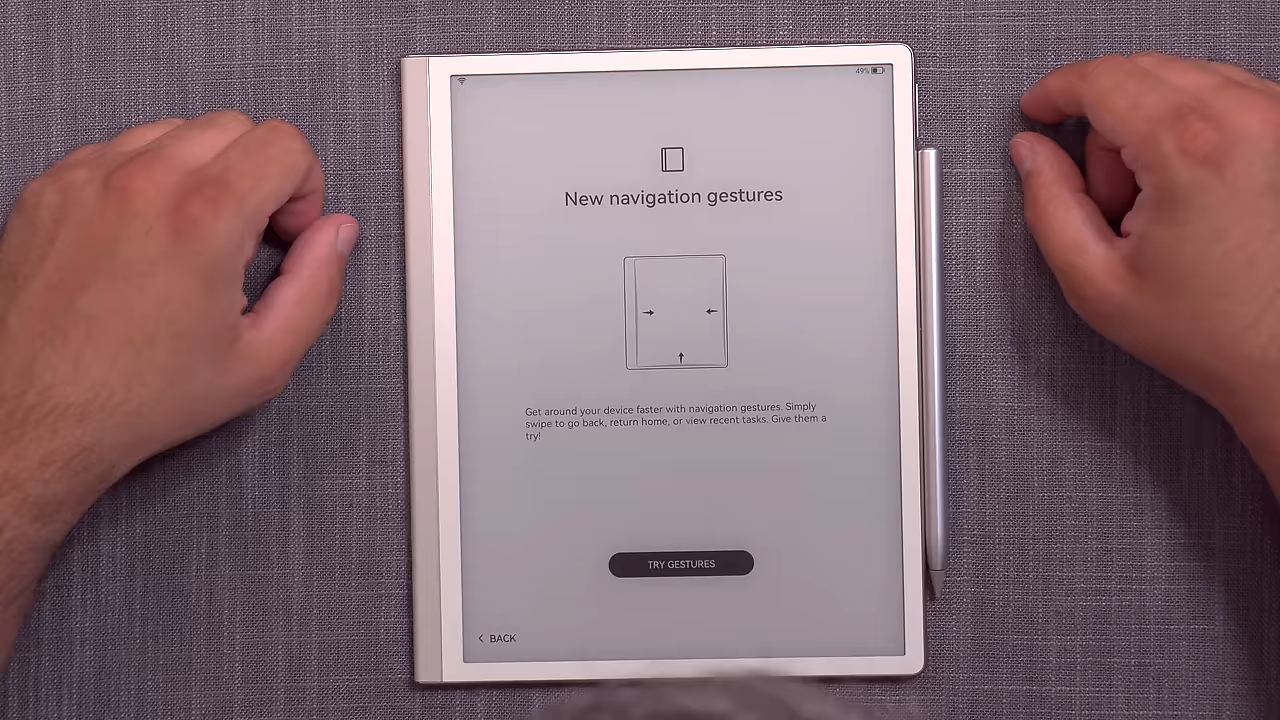 49%
New navigation gestures
Get around your device faster with navigation gestures. Simply
swipe to go back, return home, or view recent tasks. Give them a
try!
TRY GESTURES
BACK